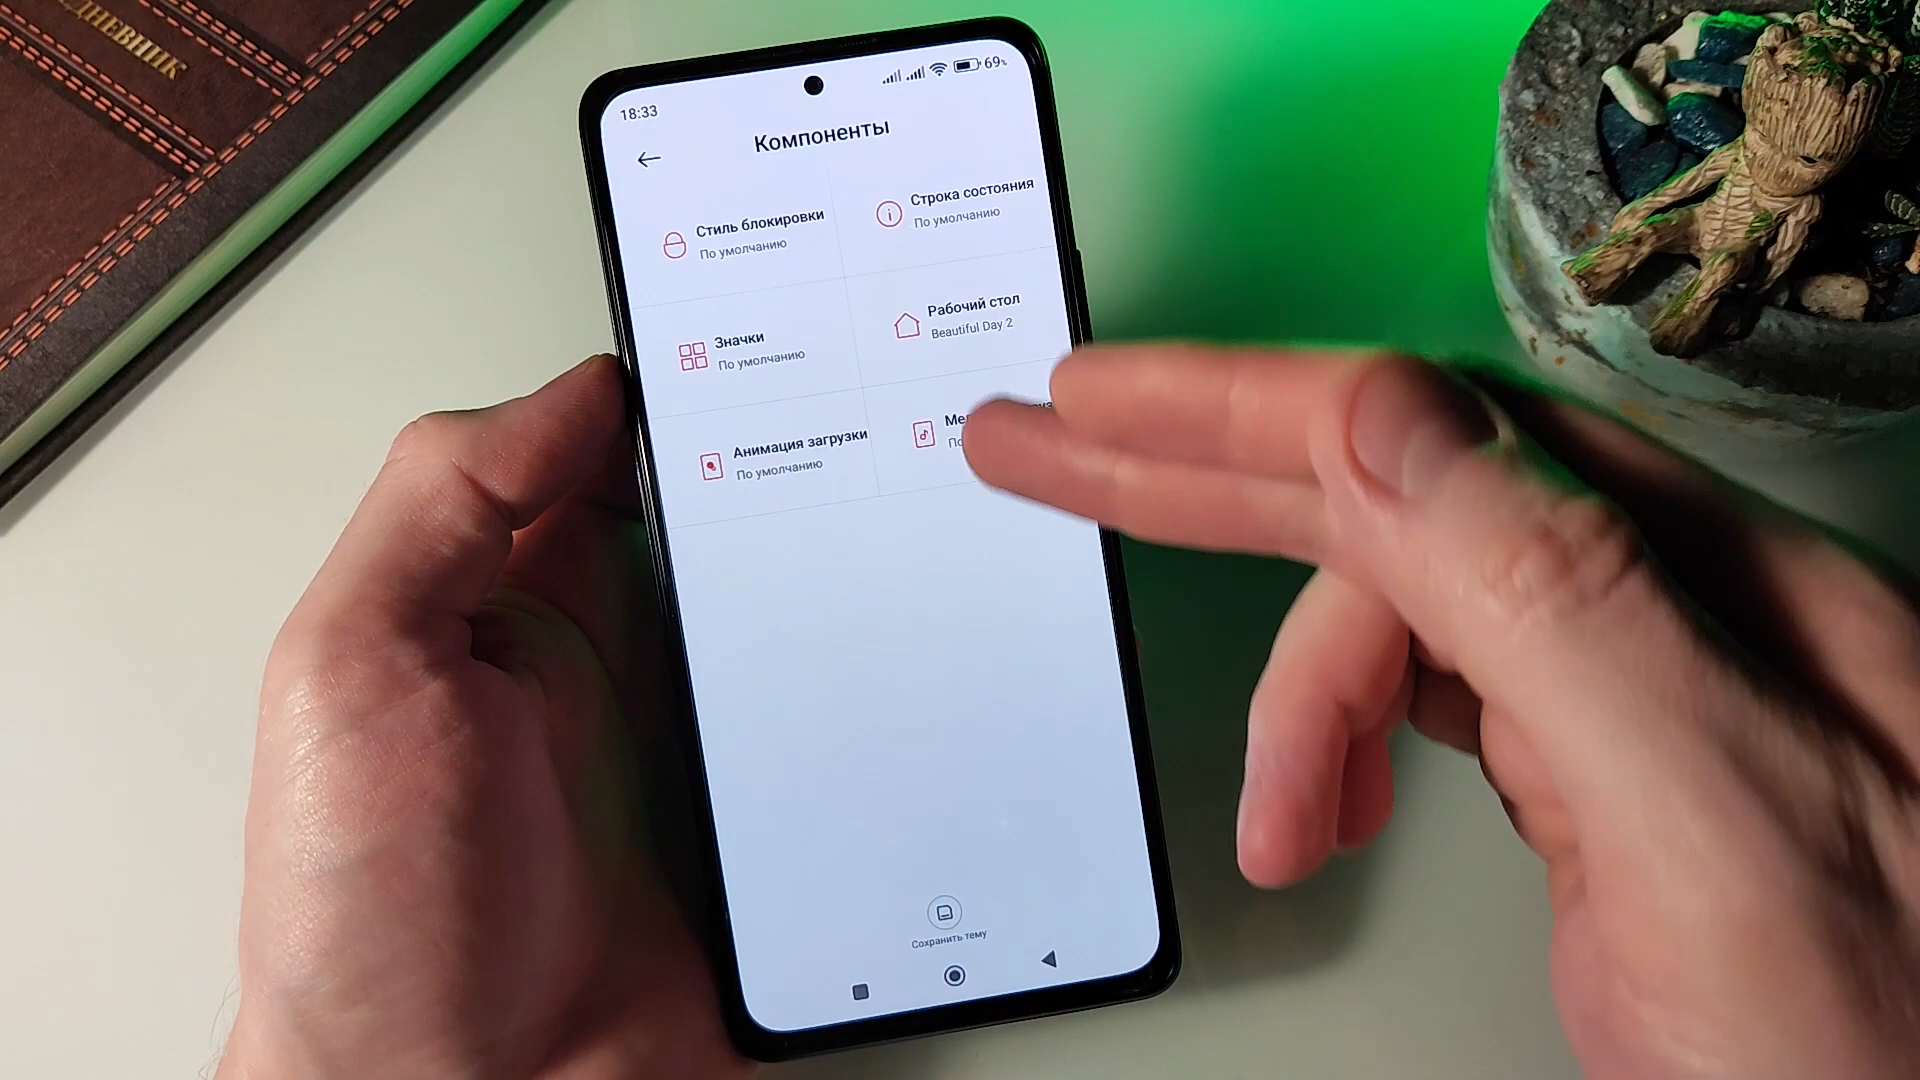 ДНЕВНІК
18:33
69%
Компоненты
Стиль блокировки
По умолчанию
Строка состояния
По умолчанию
Значки
По умолчанию
Рабочий стол
Beautiful Day 2
Анимация загрузки
По умолчанию
Сохранить тему